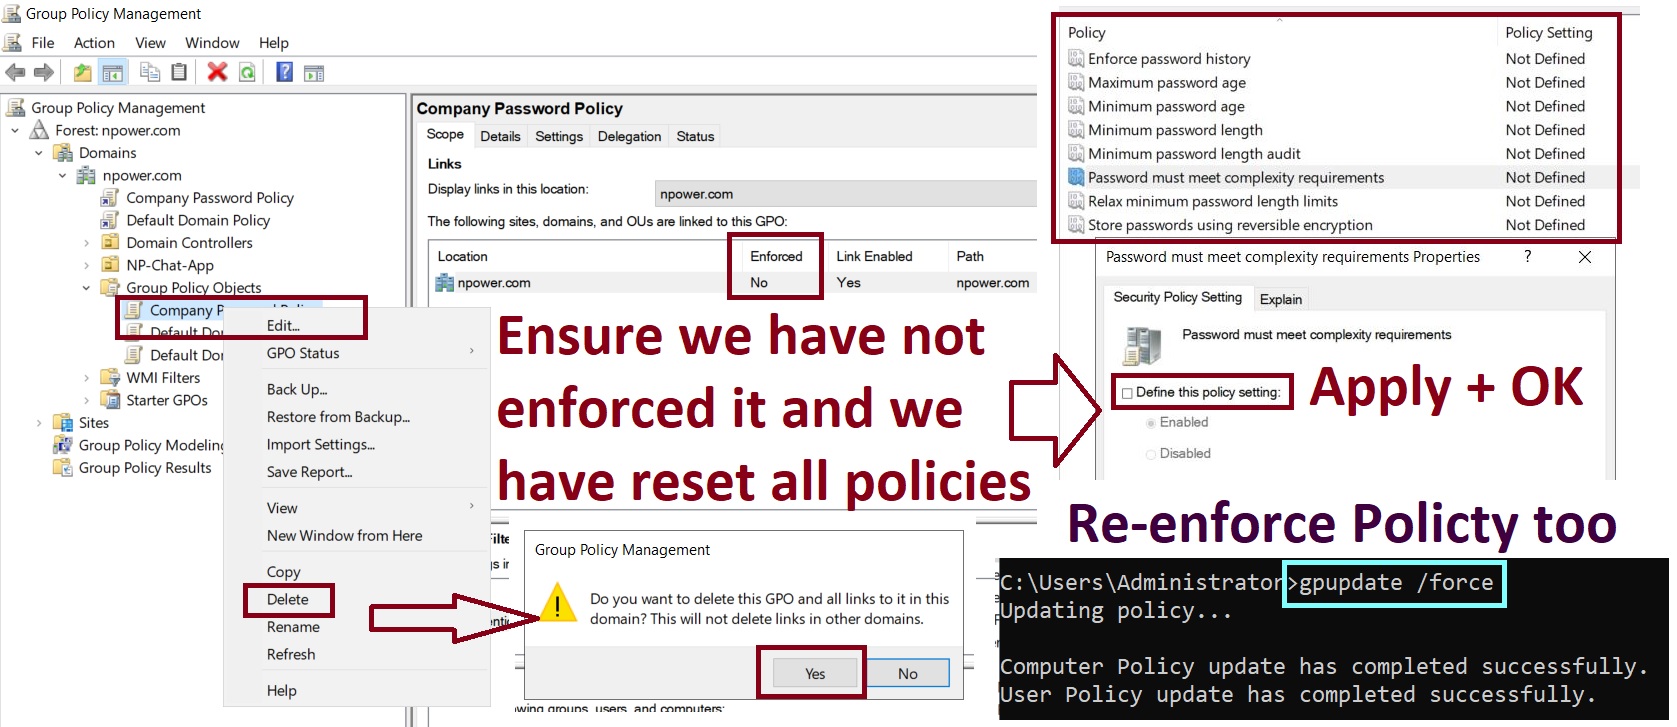 Group Policy Management
File Action View Window Help
Group Policy Management
Forest: npower.com
Domains
npower.com
Company Password Policy
Default Domain Policy
Domain Controllers
NP-Chat-App
Group Policy Objects
Company P
Default Do
Default Dor
WMI Filters
Starter GPOs
Sites
Group Policy Modeling
Group Policy Results
Edit...
GPO Status
Back Up...
Restore from Backup...
Import Settings...
Save Report...
View
New Window from Here
Copy
Delete
Rename
Refresh
Help
Company Password Policy
Scope Details Settings Delegation Status
Links
Display links in this location: npower.com
The following sites, domains, and OUs are linked to this GPO:
Location Enforced Link Enabled Path
npower.com No Yes npower.com
Ensure we have not
enforced it and we
have reset all policies
Group Policy Management
Do you want to delete this GPO and all links to it in this
domain? This will not delete links in other domains.
Yes No
wing groups, users, and computers:
Policy Policy Setting
Enforce password history Not Defined
Maximum password age Not Defined
Minimum password age Not Defined
Minimum password length Not Defined
Minimum password length audit Not Defined
Password must meet complexity requirements Not Defined
Relax minimum password length limits Not Defined
Store passwords using reversible encryption Not Defined
Password must meet complexity requirements Properties ?
Security Policy Setting Explain
Password must meet complexity requirements
Define this policy setting:
Enabled
Disabled
Apply + OK
Re-enforce Policty too
C:\Users\Administrator>gpupdate /force
Updating policy...
Computer Policy update has completed successfully.
User Policy update has completed successfully.